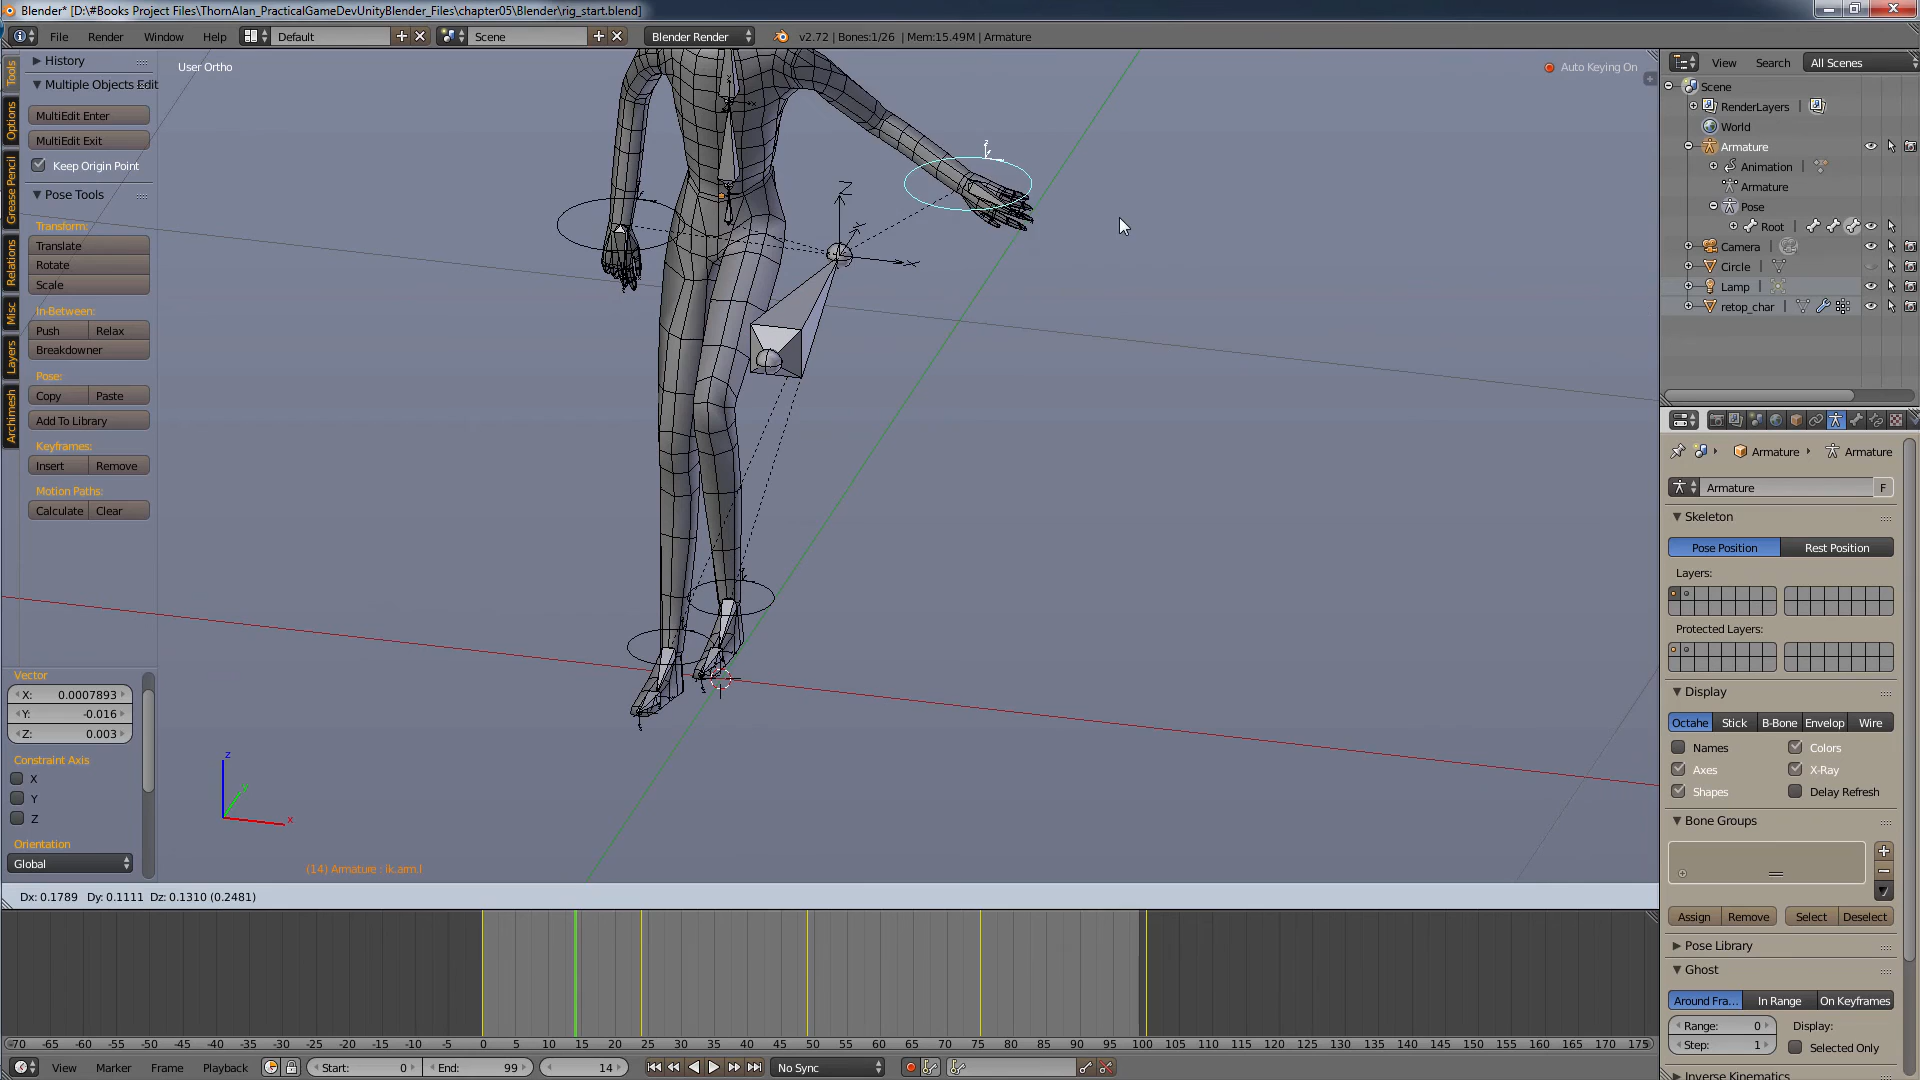 Blender* [D:\#Books Project Files\ThornAlan_PracticalGameDevUnityBlender_Files\chapter05\Blender\rig_start.blend]
File Render Window Help Default Scene Blender Render v2.72 | Bones:1/26 | Mem:15.49M | Armature
Tools
Options
Grease Pencil
Relations
Misc
Layers
Archimesh
History
Multiple Objects Edit
MultiEdit Enter
MultiEdit Exit
Keep Origin Point
Pose Tools
Transform:
Translate
Rotate
Scale
In-Between:
Push Relax
Breakdowner
Pose:
Copy Paste
Add To Library
Keyframes:
Insert Remove
Motion Paths:
Calculate Clear
Vector
X: 0.0007893
Y: -0.016
Z: 0.003
Constraint Axis
X
Y
Z
Orientation
Global
User Ortho
Auto Keying On
z
y
x
(14) Armature : ik.arm.l
Dx: 0.1789 Dy: 0.1111 Dz: 0.1310 (0.2481)
-70 -65 -60 -55 -50 -45 -40 -35 -30 -25 -20 -15 -10 -5 0 5 10 15 20 25 30 35 40 45 50 55 60 65 70 75 80 85 90 95 100 105 110 115 120 125 130 135 140 145 150 155 160 165 170 175
View Marker Frame Playback Start: 0 End: 99 14 No Sync
View Search All Scenes
Scene
RenderLayers
World
Armature
Animation
Armature
Pose
Root
Camera
Circle
Lamp
retop_char
Armature Armature
Armature F
Skeleton
Pose Position Rest Position
Layers:
Protected Layers:
Display
Octahe Stick B-Bone Envelop Wire
Names Colors
Axes X-Ray
Shapes Delay Refresh
Bone Groups
Assign Remove Select Deselect
Pose Library
Ghost
Around Fra... In Range On Keyframes
Range: 0 Display:
Step: 1 Selected Only
Inverse Kinematics